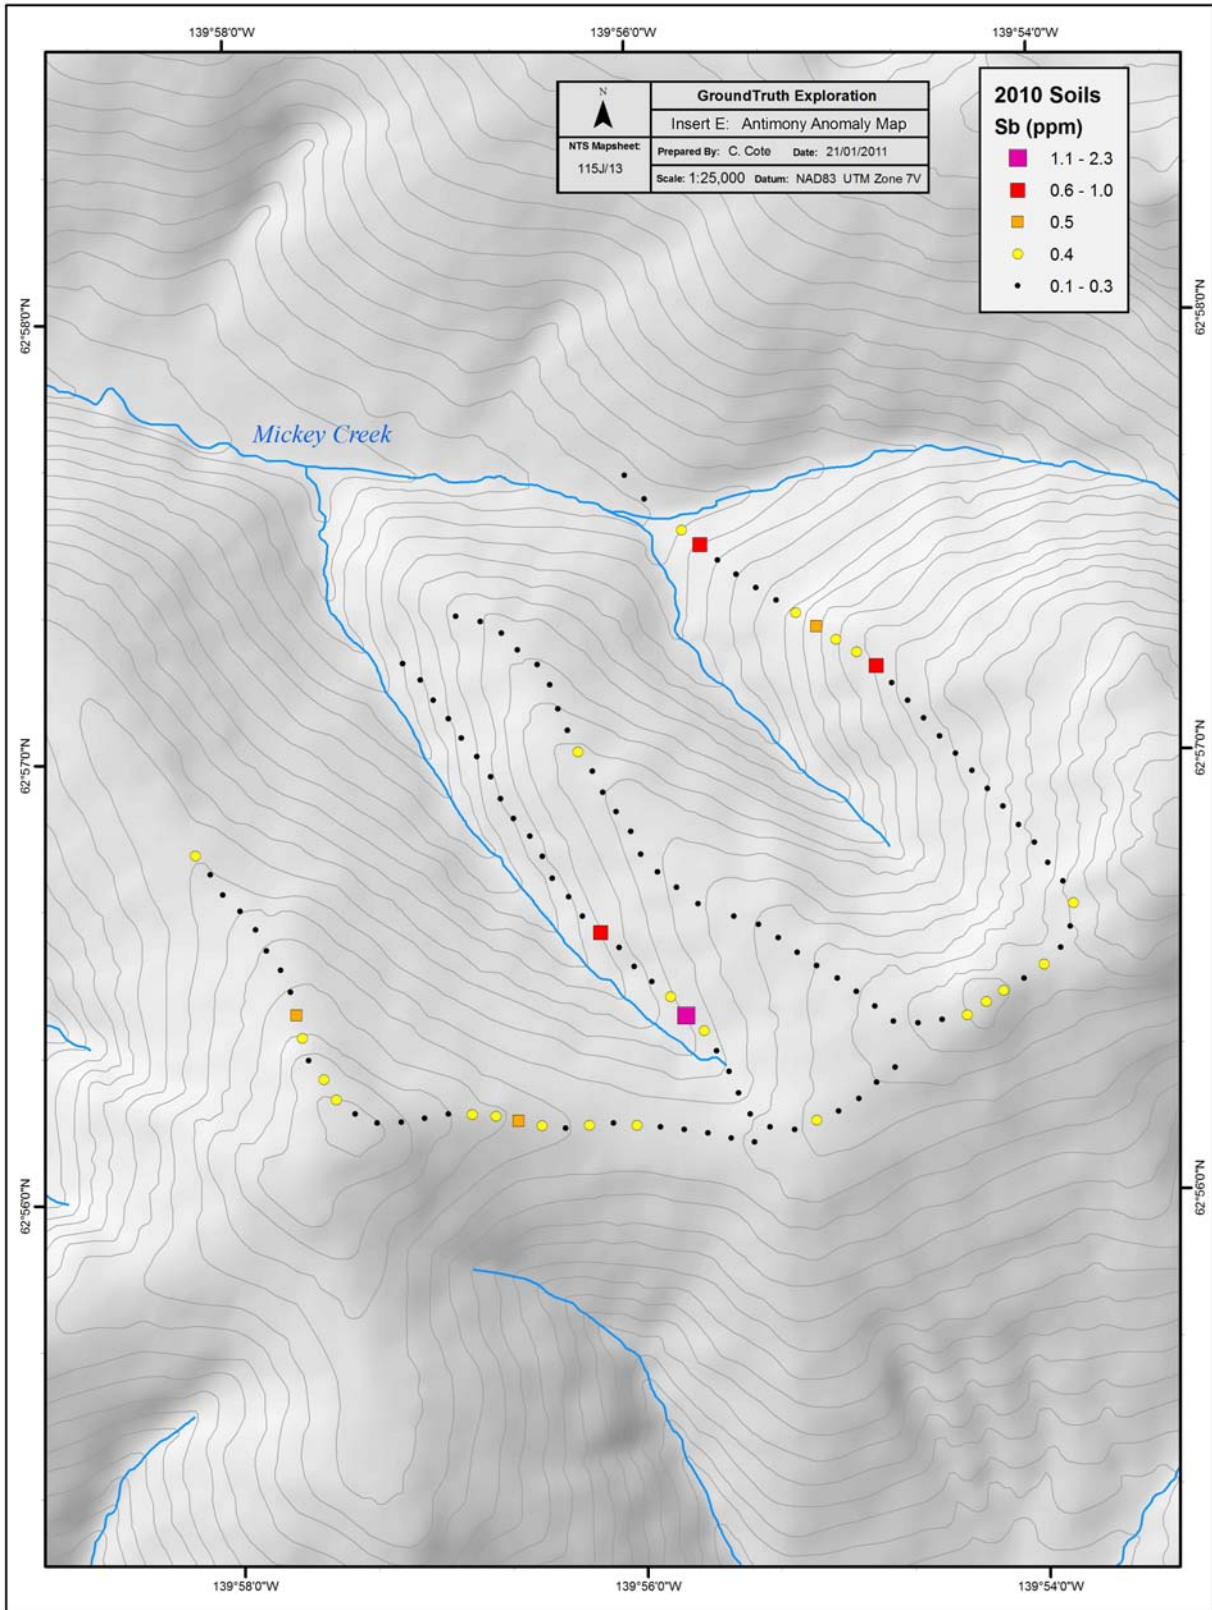 139°58'0"W
139°56'0"W
139°54'0"W
N
NTS Mapsheet:
115J/13
GroundTruth Exploration
Insert E: Antimony Anomaly Map
Prepared By: C. Cote Date: 21/01/2011
Scale: 1:25,000 Datum: NAD83 UTM Zone 7V
2010 Soils
Sb (ppm)
1.1 - 2.3
0.6 - 1.0
0.5
0.4
0.1 - 0.3
62°58'0"N
62°58'0"N
Mickey Creek
62°57'0"N
62°57'0"N
62°56'0"N
62°56'0"N
139°58'0"W
139°56'0"W
139°54'0"W